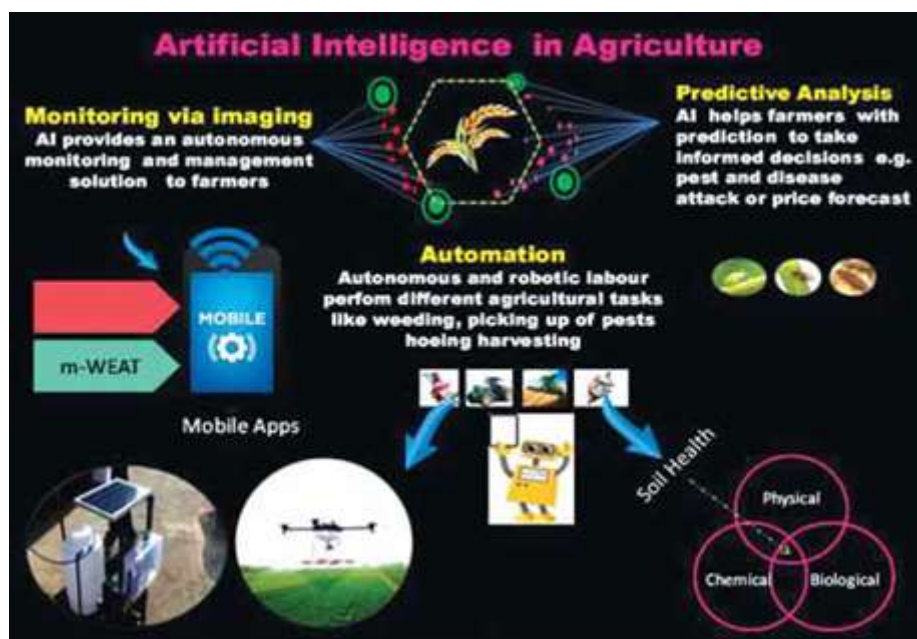 Artificial Intelligence in Agriculture
Monitoring via imaging
AI provides an autonomous
monitoring and management
solution to farmers
Predictive Analysis
AI helps farmers with
prediction to take
informed decisions e.g.
pest and disease
attack or price forecast
Automation
Autonomous and robotic labour
perfom different agricultural tasks
like weeding, picking up of pests
hoeing harvesting
MOBILE
m-WEAT
Mobile Apps
Soil Health
Physical
Chemical
Biological